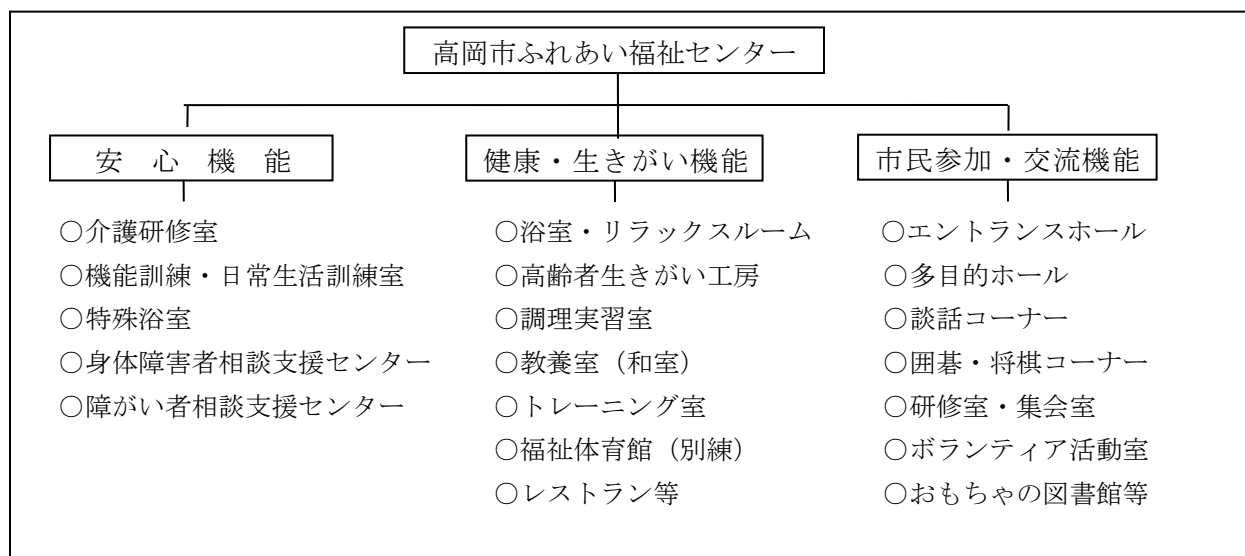 高岡市ふれあい福祉センター
安 心 機 能
○介護研修室
○機能訓練・日常生活訓練室
○特殊浴室
○身体障害者相談支援センター
○障がい者相談支援センター
健康・生きがい機能
○浴室・リラックスルーム
○高齢者生きがい工房
○調理実習室
○教養室（和室）
○トレーニング室
○福祉体育館（別練）
○レストラン等
市民参加・交流機能
○エントランスホール
○多目的ホール
○談話コーナー
○囲碁・将棋コーナー
○研修室・集会室
○ボランティア活動室
○おもちゃの図書館等